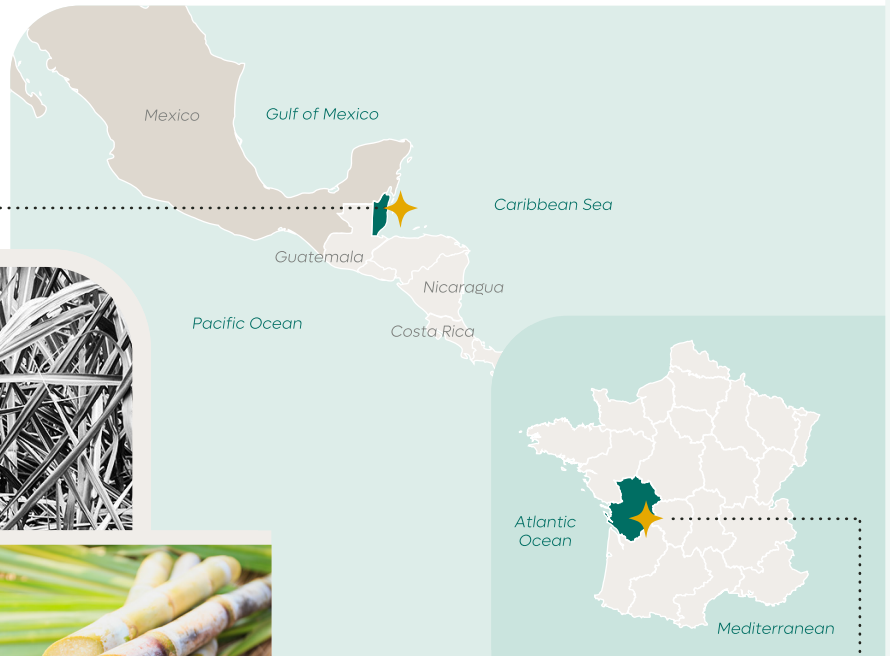 Mexico
Gulf of Mexico
Caribbean Sea
Guatemala
Nicaragua
Pacific Ocean
Costa Rica
Atlantic
Ocean
Mediterranean